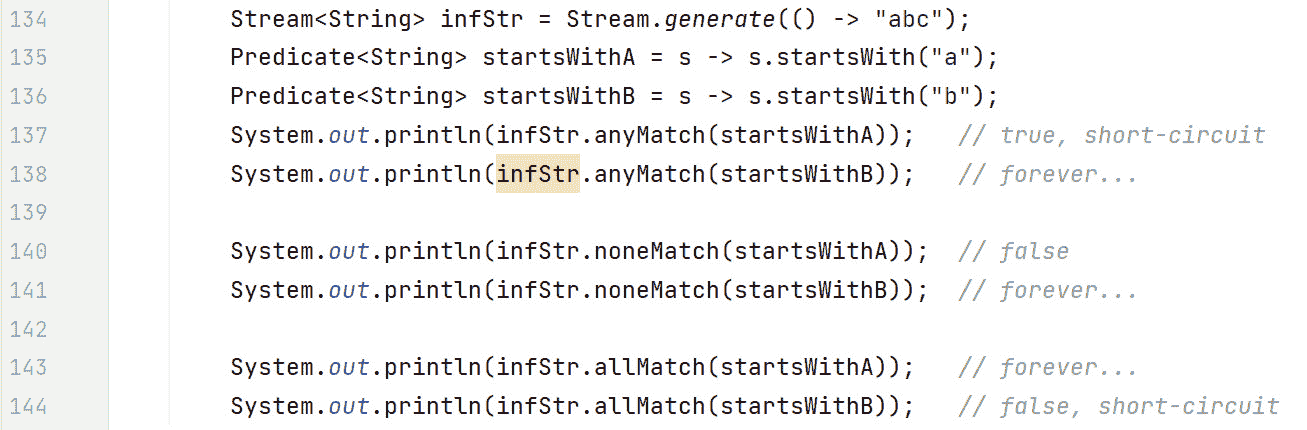 134 Stream<String> infStr = Stream.generate(() -> "abc");
135 Predicate<String> startsWithA = s -> s.startsWith("a");
136 Predicate<String> startsWithB = s -> s.startsWith("b");
137 System.out.println(infStr.anyMatch(startsWithA)); // true, short-circuit
138 System.out.println(infStr.anyMatch(startsWithB)); // forever...
139
140 System.out.println(infStr.noneMatch(startsWithA)); // false
141 System.out.println(infStr.noneMatch(startsWithB)); // forever...
142
143 System.out.println(infStr.allMatch(startsWithA)); // forever...
144 System.out.println(infStr.allMatch(startsWithB)); // false, short-circuit